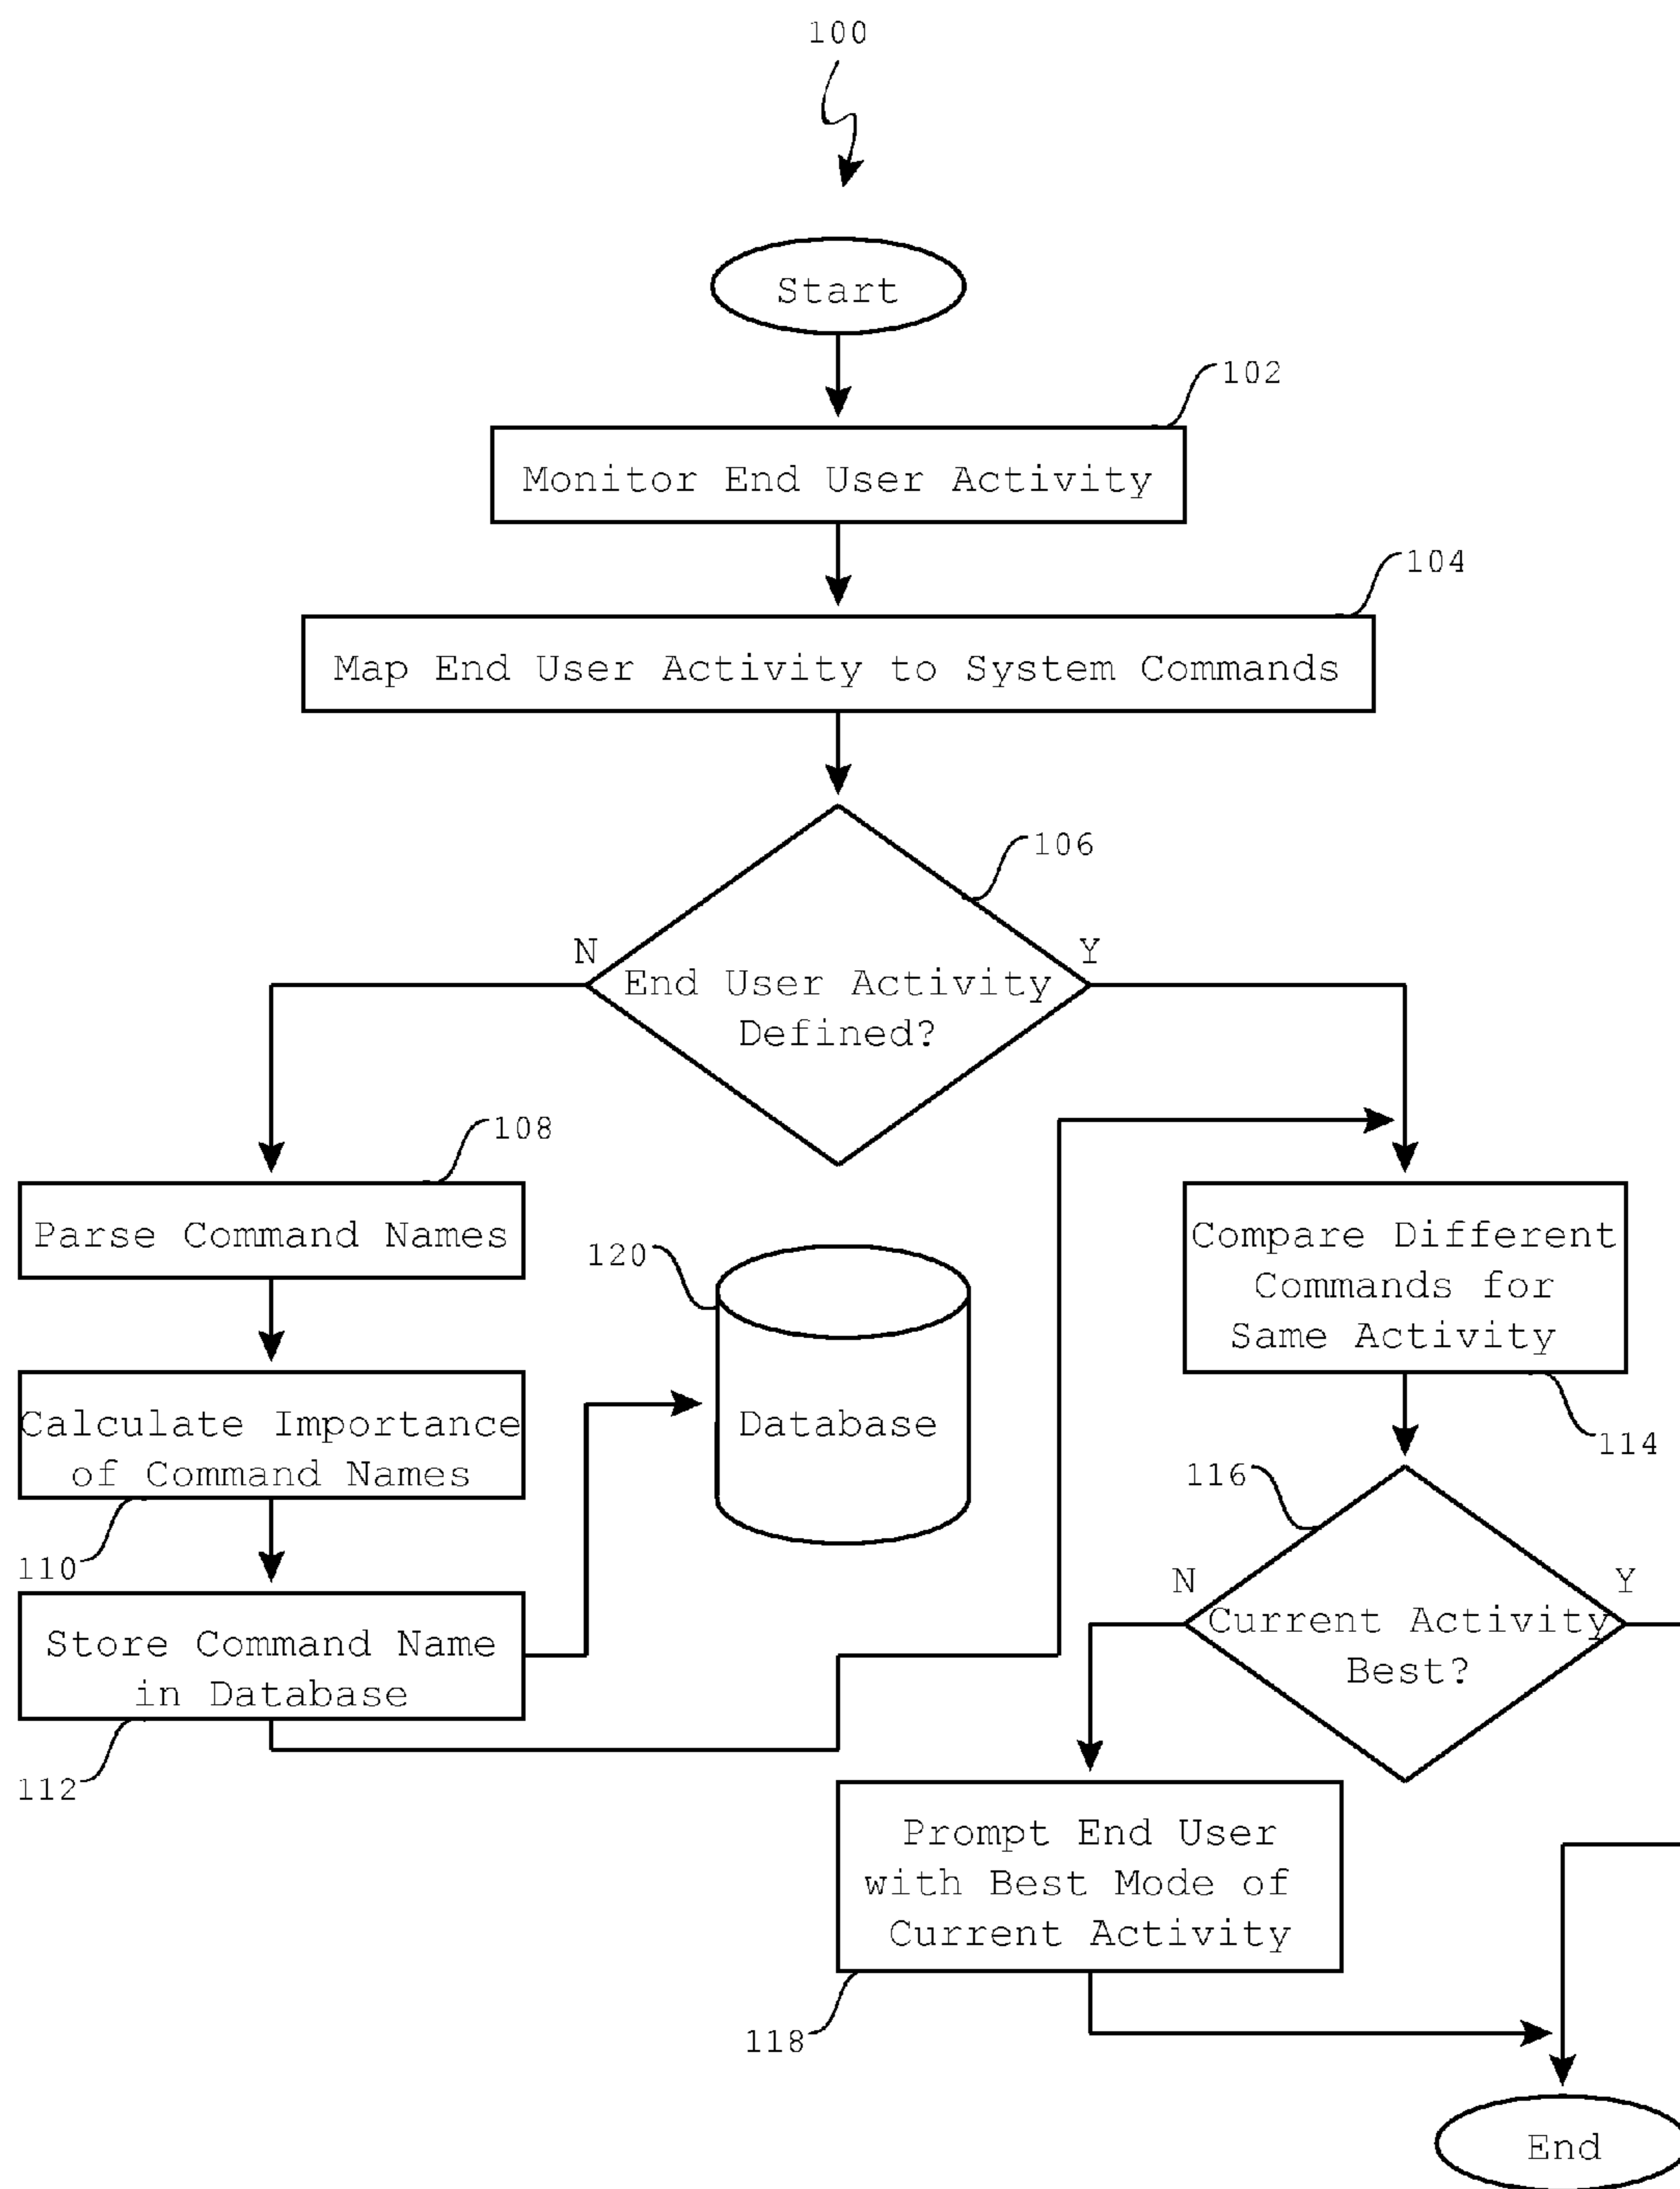 100
Start
102
Monitor End User Activity
104
Map End User Activity to System Commands
106
N
Y
End User Activity
Defined?
108
Parse Command Names
120
Database
Compare Different
Commands for
Same Activity
114
Calculate Importance
of Command Names
110
116
N
Y
Current Activity
Best?
Store Command Name
in Database
112
Prompt End User
with Best Mode of
Current Activity
118
End